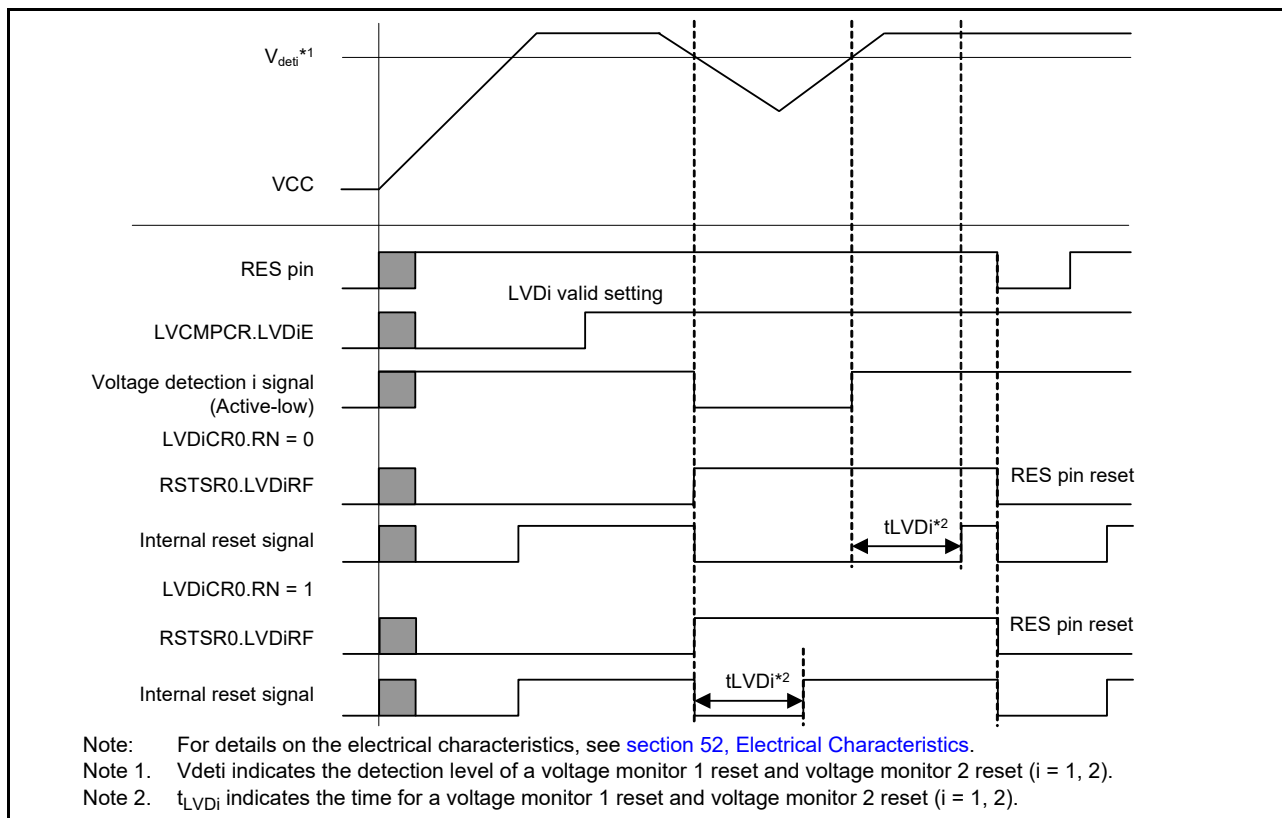 Vdeti*1
VCC
RES pin
LVDi valid setting
LVCMPCR.LVDiE
Voltage detection i signal
(Active-low)
LVDiCR0.RN = 0
RSTSR0.LVDiRF
RES pin reset
tLVDi*2
Internal reset signal
LVDiCR0.RN = 1
RSTSR0.LVDiRF
RES pin reset
tLVDi*2
Internal reset signal
Note: For details on the electrical characteristics, see section 52, Electrical Characteristics.
Note 1. Vdeti indicates the detection level of a voltage monitor 1 reset and voltage monitor 2 reset (i = 1, 2).
Note 2. tLVDi indicates the time for a voltage monitor 1 reset and voltage monitor 2 reset (i = 1, 2).